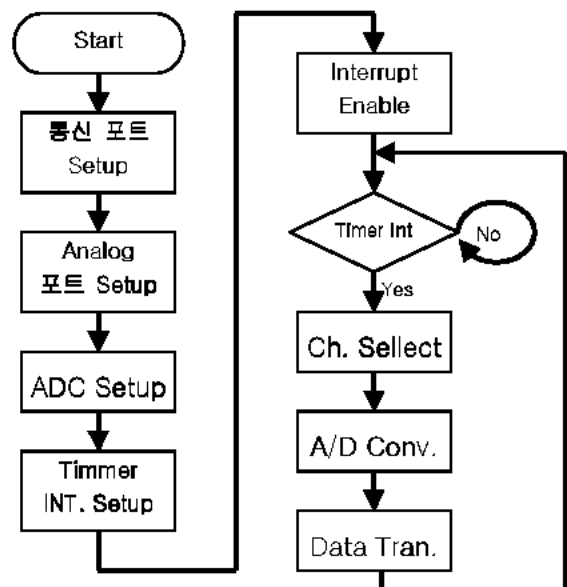 Start
통신 포트
Setup
Analog
포트 Setup
ADC Setup
Timmer
INT. Setup
Interrupt
Enable
Timer Int
No
Yes
Ch. Sellect
A/D Conv.
Data Tran.